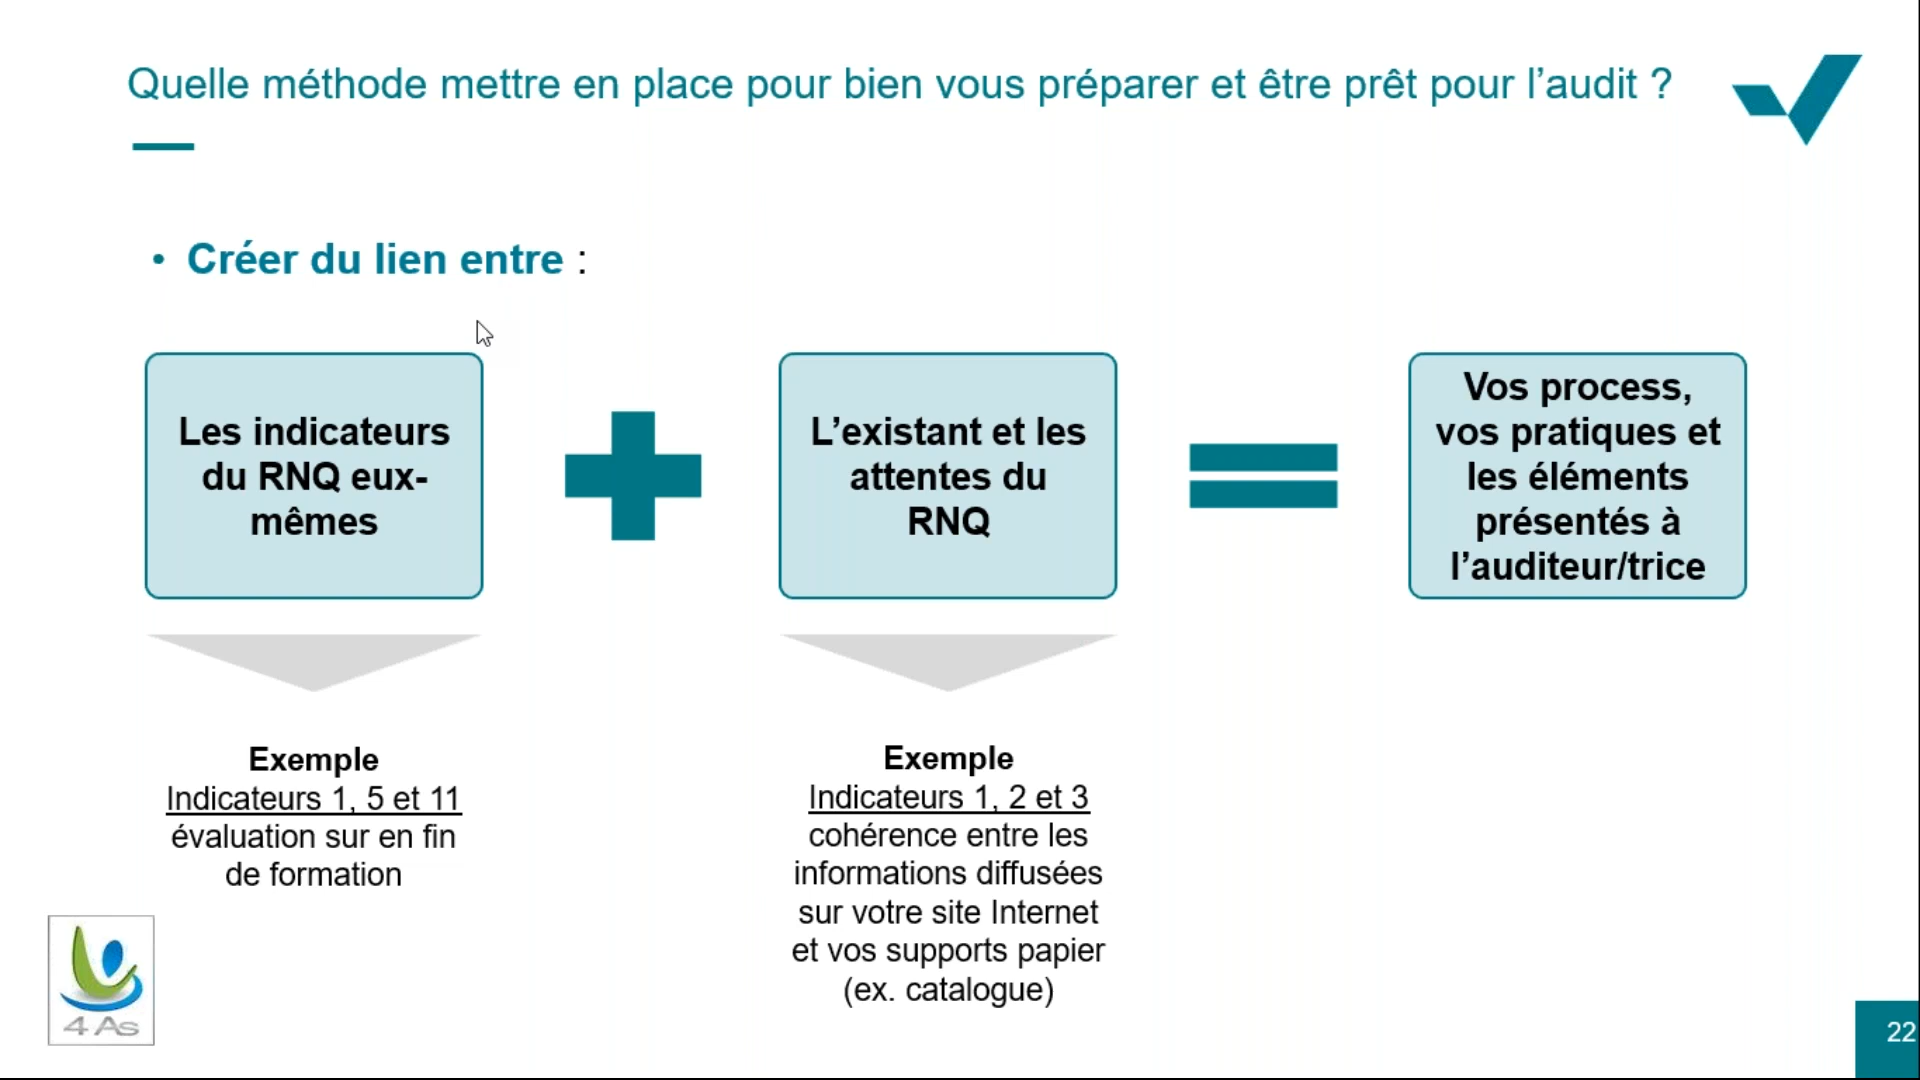 Quelle méthode mettre en place pour bien vous préparer et être prêt pour l’audit ?
• Créer du lien entre :
Les indicateurs
du RNQ eux-
mêmes
L’existant et les
attentes du
RNQ
Vos process,
vos pratiques et
les éléments
présentés à
l’auditeur/trice
Exemple
Indicateurs 1, 5 et 11
évaluation sur en fin
de formation
Exemple
Indicateurs 1, 2 et 3
cohérence entre les
informations diffusées
sur votre site Internet
et vos supports papier
(ex. catalogue)
4 As
22